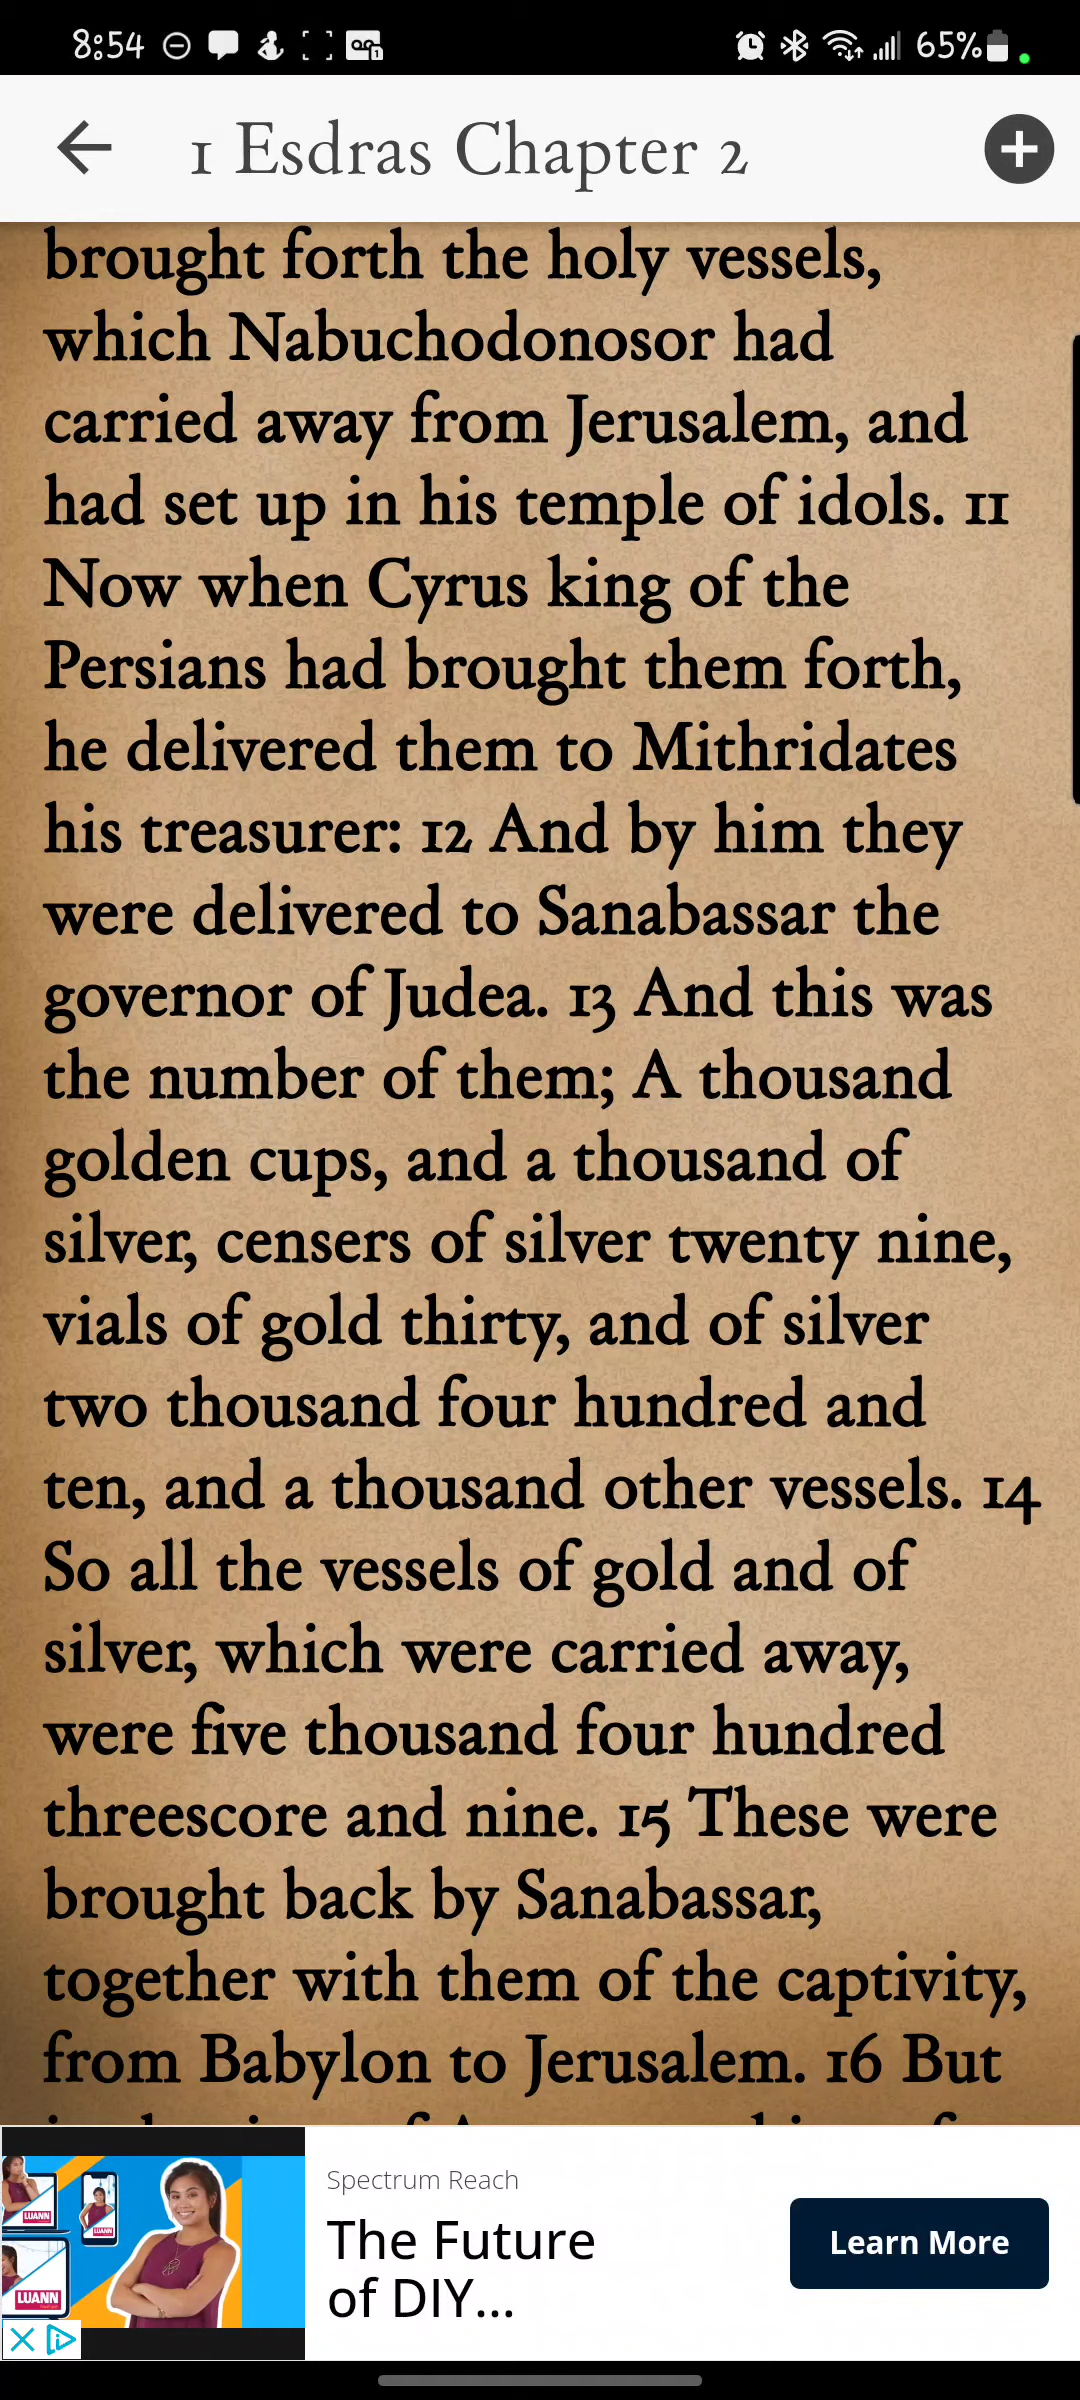 8:54
65%
1 Esdras Chapter 2
brought forth the holy vessels,
which Nabuchodonosor had
carried away from Jerusalem, and
had set up in his temple of idols. 11
Now when Cyrus king of the
Persians had brought them forth,
he delivered them to Mithridates
his treasurer: 12 And by him they
were delivered to Sanabassar the
governor of Judea. 13 And this was
the number of them; A thousand
golden cups, and a thousand of
silver, censers of silver twenty nine,
vials of gold thirty, and of silver
two thousand four hundred and
ten, and a thousand other vessels. 14
So all the vessels of gold and of
silver, which were carried away,
were five thousand four hundred
threescore and nine. 15 These were
brought back by Sanabassar,
together with them of the captivity,
from Babylon to Jerusalem. 16 But
LUANN
LUANN
LUANN
Spectrum Reach
The Future
of DIY...
Learn More